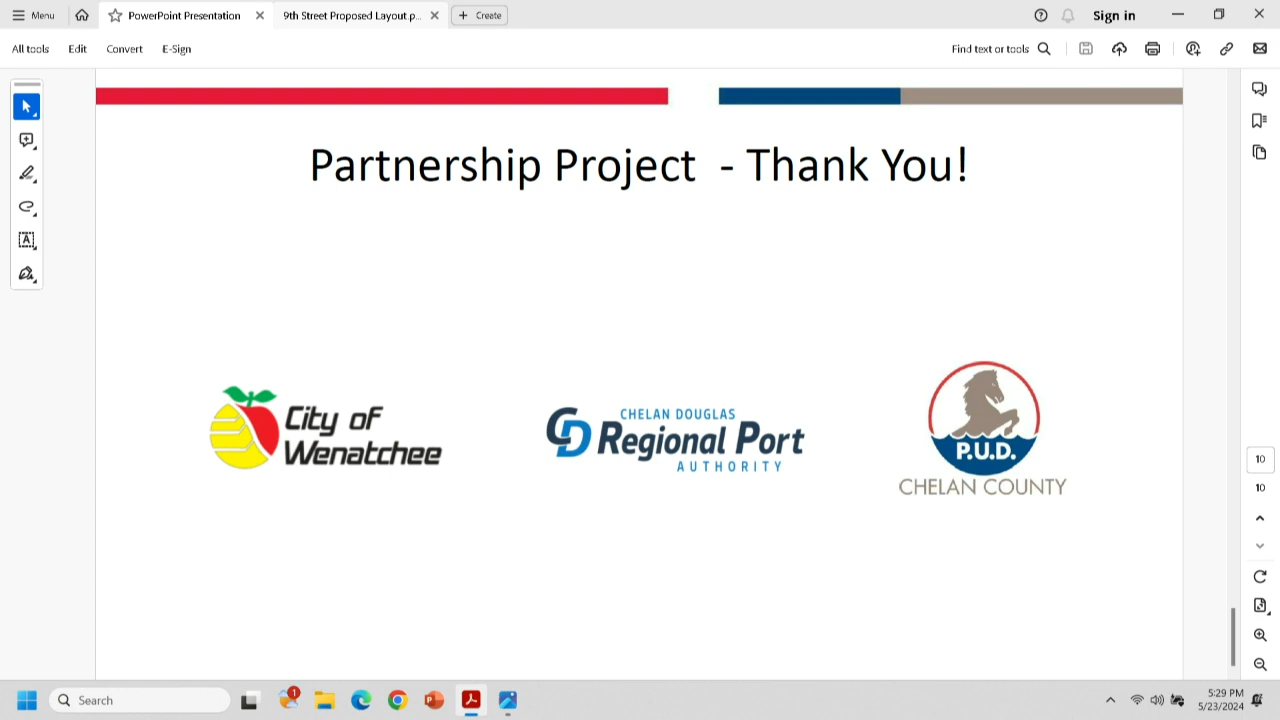 Menu
PowerPoint Presentation
9th Street Proposed Layout.p...
Create
Sign in
All tools
Edit
Convert
E-Sign
Find text or tools
Partnership Project - Thank You!
City of
Wenatchee
CD
CHELAN DOUGLAS
Regional Port
AUTHORITY
P.U.D.
CHELAN COUNTY
10
10
Search
1
5:29 PM
5/23/2024